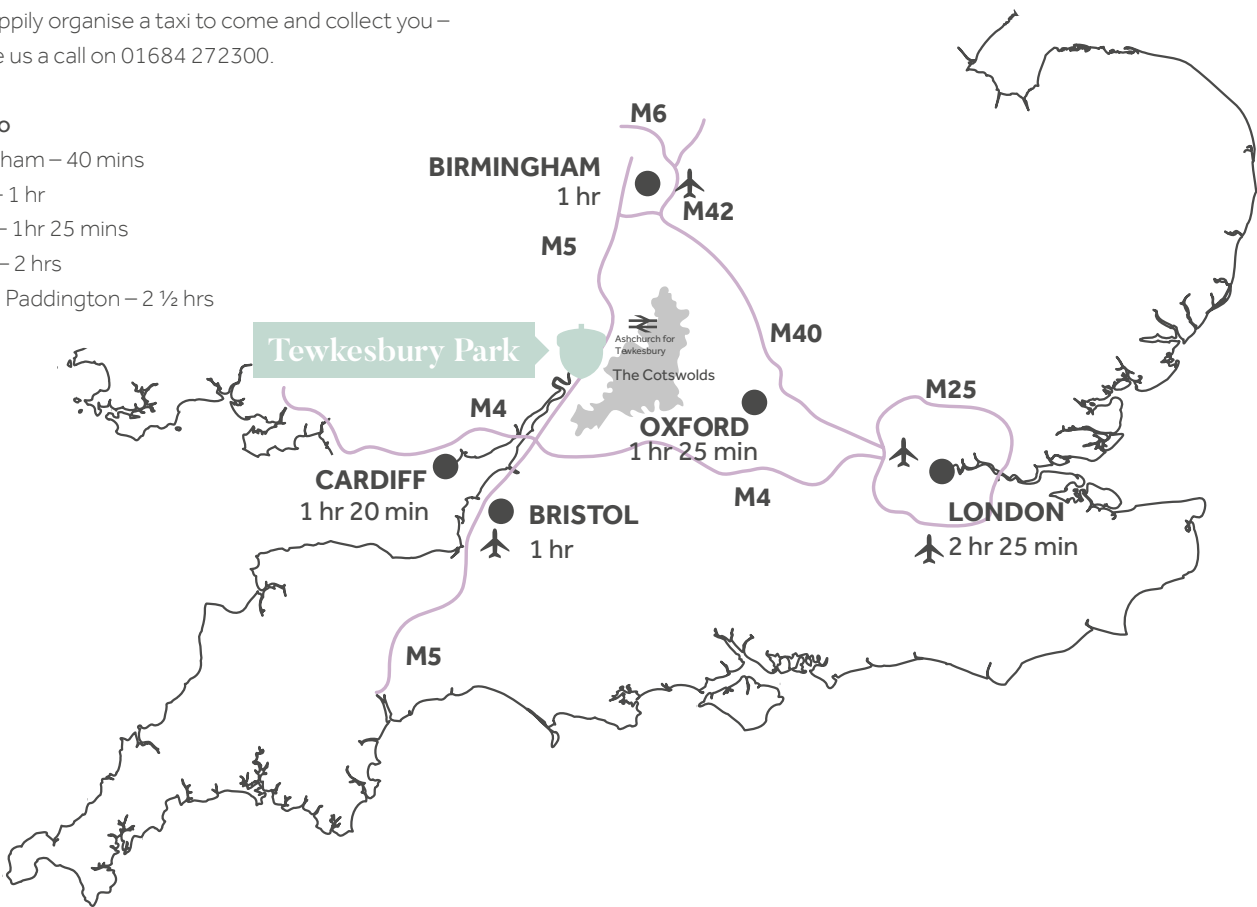 ppily organise a taxi to come and collect you –
e us a call on 01684 272300.
o
ham – 40 mins
– 1 hr
– 1hr 25 mins
– 2 hrs
Paddington – 2 ½ hrs
M6
BIRMINGHAM
1 hr
M42
M5
M40
Ashchurch for
Tewkesbury
Tewkesbury Park
The Cotswolds
M25
M4
OXFORD
1 hr 25 min
CARDIFF
1 hr 20 min
M4
BRISTOL
1 hr
LONDON
2 hr 25 min
M5